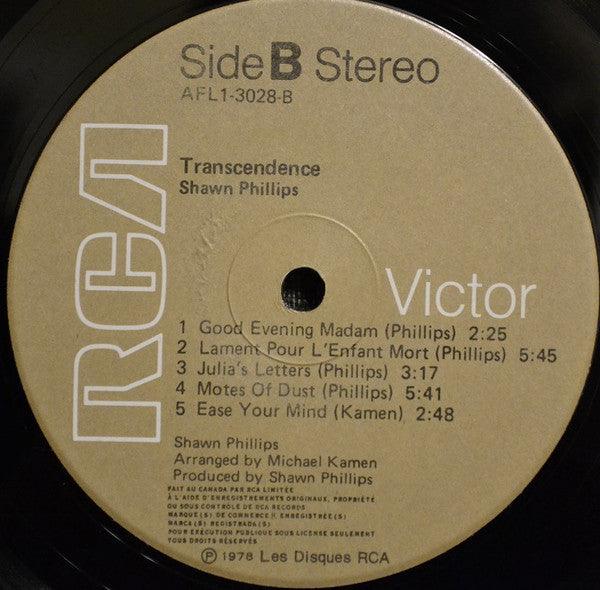 Side B Stereo
AFL1-3028-B
Transcendence
Shawn Phillips
RCA
Victor
1 Good Evening Madam (Phillips) 2:25
2 Lament Pour L'Enfant Mort (Phillips) 5:45
3 Julia's Letters (Phillips) 3:17
4 Motes Of Dust (Phillips) 5:41
5 Ease Your Mind (Kamen) 2:48
Shawn Phillips
Arranged by Michael Kamen
Produced by Shawn Phillips
FAIT AU CANADA PAR RCA LIMITÉE
À L'AIDE D'ENREGISTREMENTS ORIGINAUX, PROPRIÉTÉ
OU SOUS CONTRÔLE DE RCA RECORDS
MARQUE(S) DE COMMERCE ENREGISTRÉE(S)
MARCA(S) REGISTRADA(S)
POUR EXÉCUTION PUBLIQUE SOUS LICENSE SEULEMENT
TOUS DROITS RÉSERVÉS
℗ 1978 Les Disques RCA